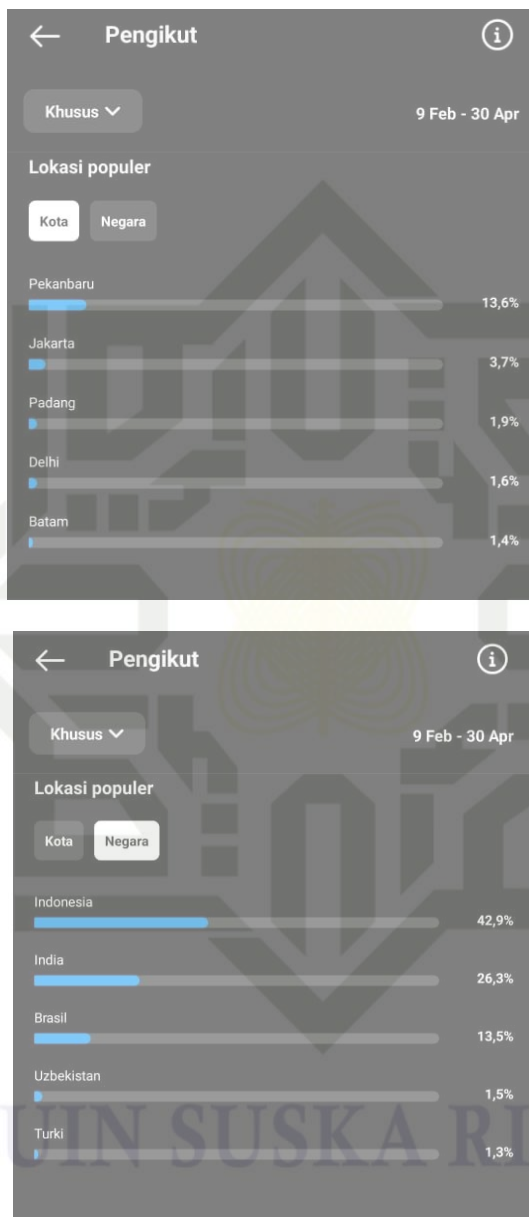 Pengikut
Khusus
9 Feb - 30 Apr
Lokasi populer
Kota Negara
Pekanbaru
13,6%
Jakarta
3,7%
Padang
1,9%
Delhi
1,6%
Batam
1,4%
Pengikut
Khusus
9 Feb - 30 Apr
Lokasi populer
Kota Negara
Indonesia
42,9%
India
26,3%
Brasil
13,5%
Uzbekistan
1,5%
Turki
1,3%
UIN SUSKA RI